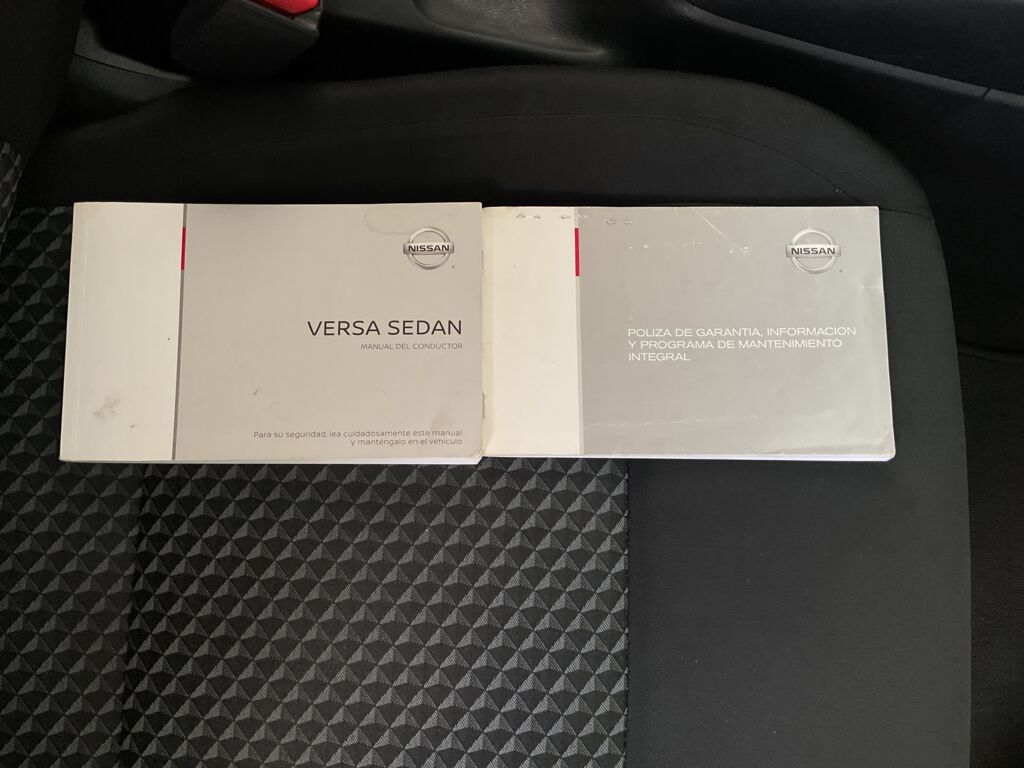 NISSAN
VERSA SEDAN
MANUAL DEL CONDUCTOR
Para su seguridad, lea cuidadosamente este manual
y manténgalo en el vehículo
NISSAN
POLIZA DE GARANTIA, INFORMACION
Y PROGRAMA DE MANTENIMIENTO
INTEGRAL